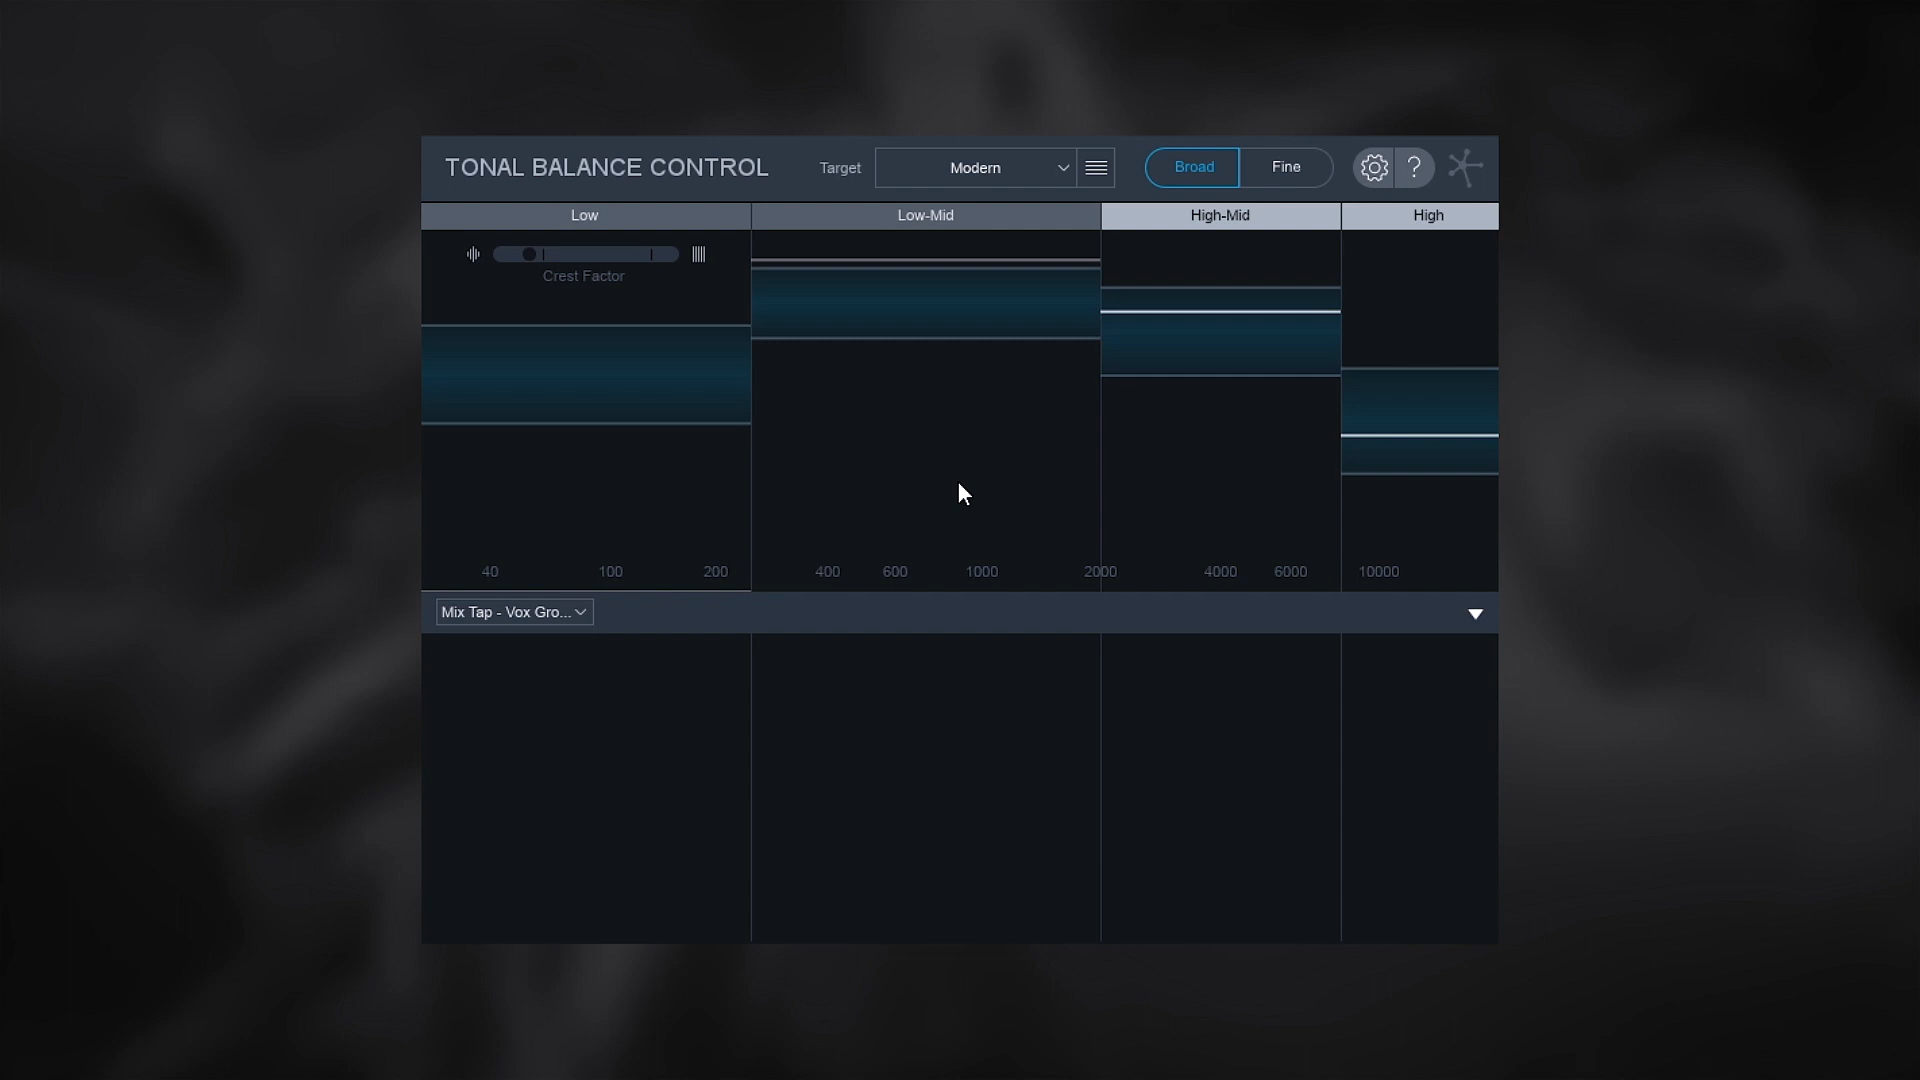 TONAL BALANCE CONTROL Target Modern Broad Fine ?
Low Low-Mid High-Mid High
Crest Factor
40 100 200 400 600 1000 2000 4000 6000 10000
Mix Tap - Vox Gro...